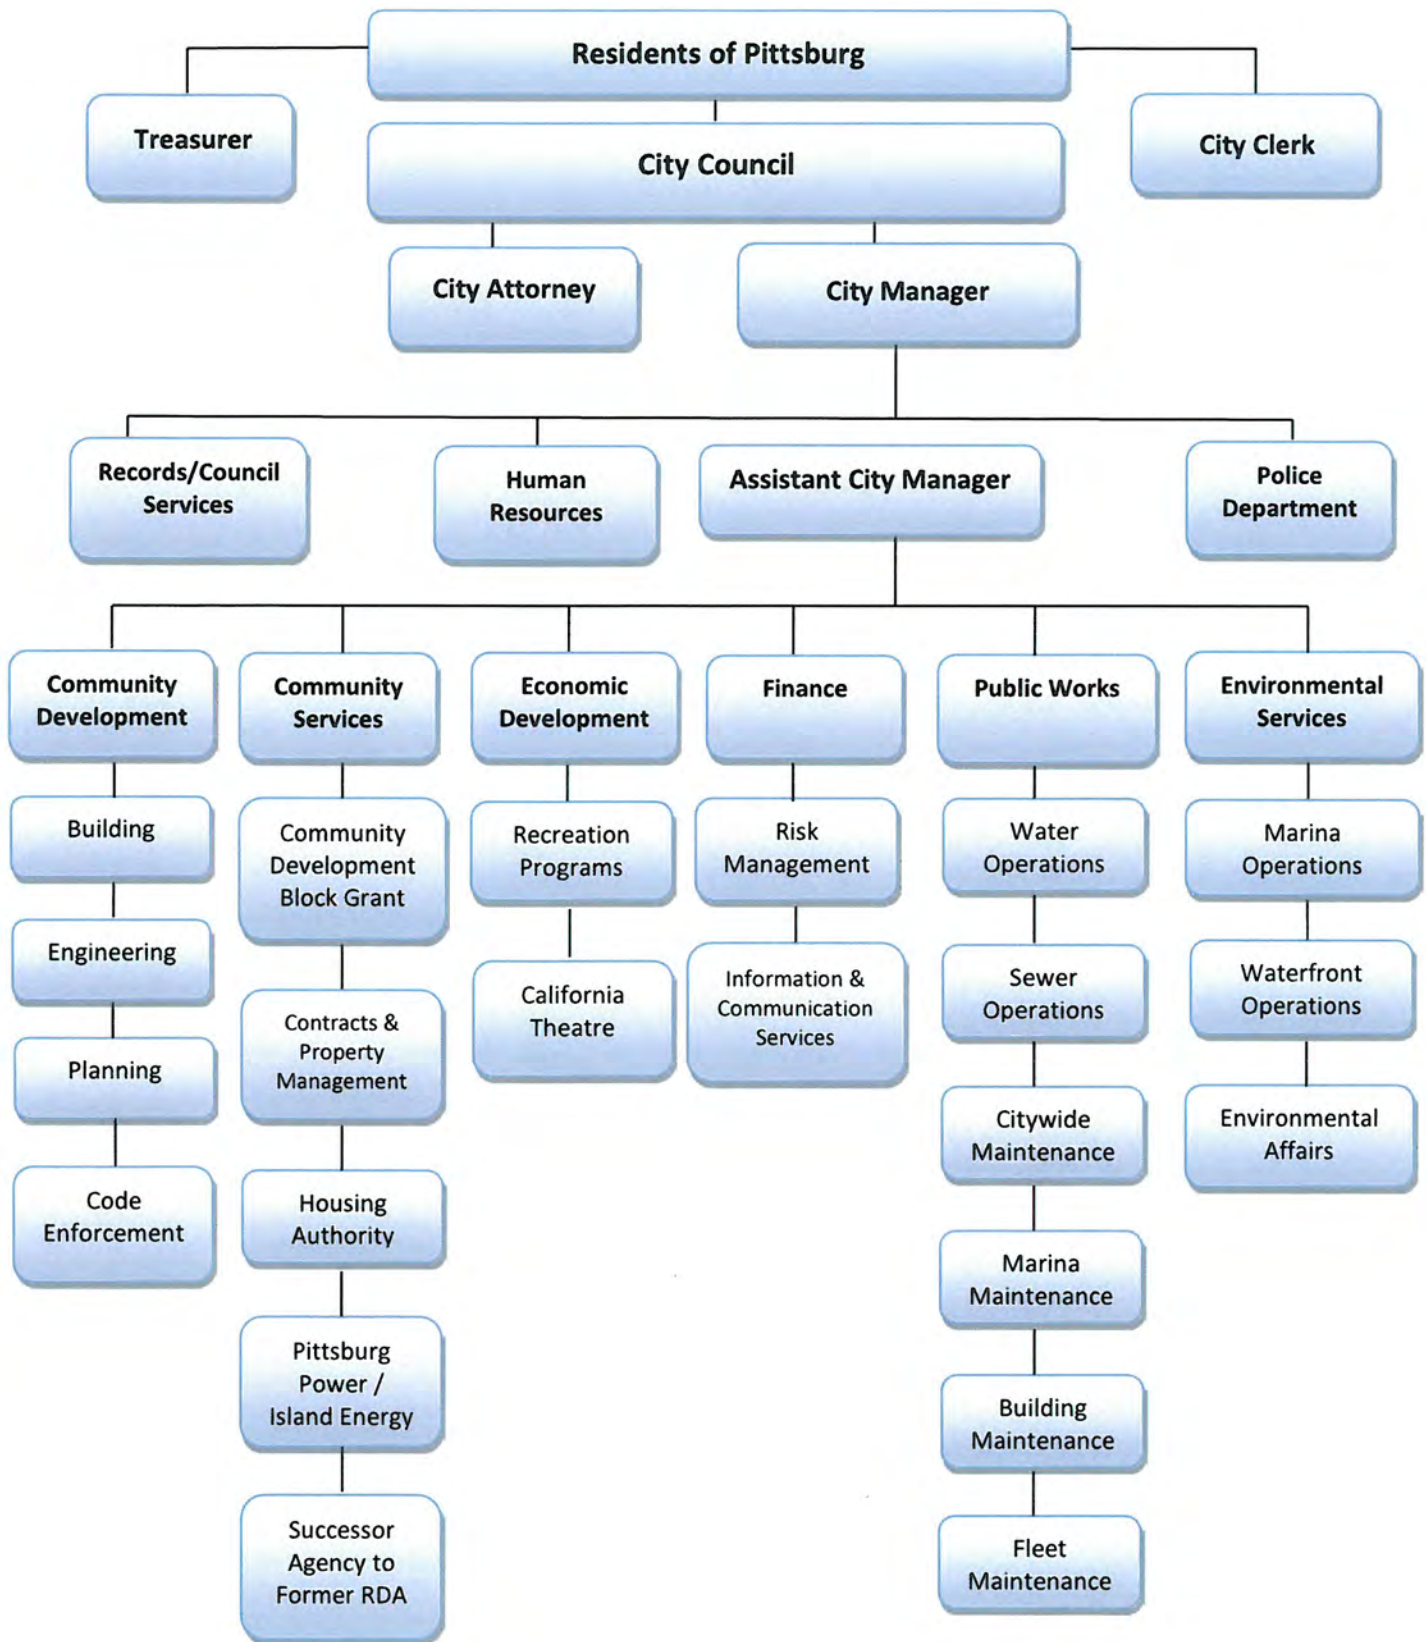 Residents of Pittsburg
Treasurer
City Clerk
City Council
City Attorney
City Manager
Records/Council
Services
Human
Resources
Assistant City Manager
Police
Department
Community
Development
Community
Services
Economic
Development
Finance
Public Works
Environmental
Services
Building
Engineering
Planning
Code
Enforcement
Community
Development
Block Grant
Contracts &
Property
Management
Housing
Authority
Pittsburg
Power /
Island Energy
Successor
Agency to
Former RDA
Recreation
Programs
California
Theatre
Risk
Management
Information &
Communication
Services
Water
Operations
Sewer
Operations
Citywide
Maintenance
Marina
Maintenance
Building
Maintenance
Fleet
Maintenance
Marina
Operations
Waterfront
Operations
Environmental
Affairs